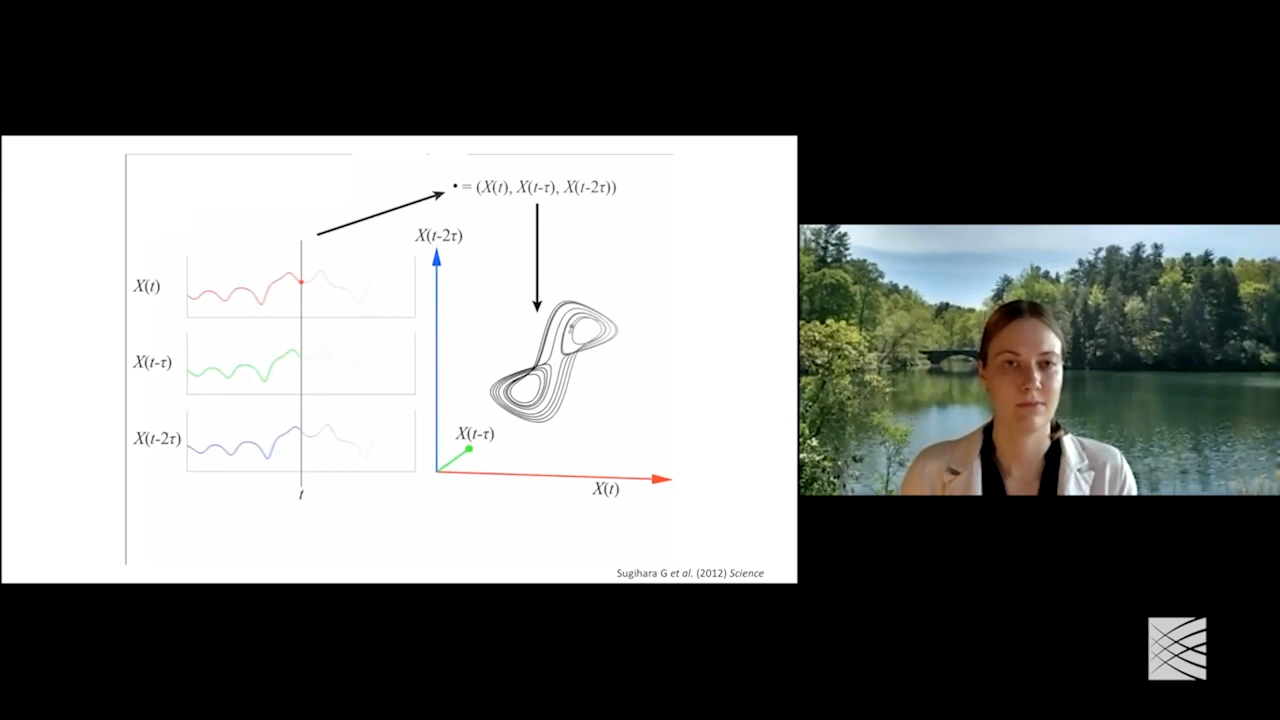 • = (X(t), X(t-τ), X(t-2τ))
X(t-2τ)
X(t)
X(t-τ)
X(t-2τ)
X(t-τ)
X(t)
t
Sugihara G et al. (2012) Science